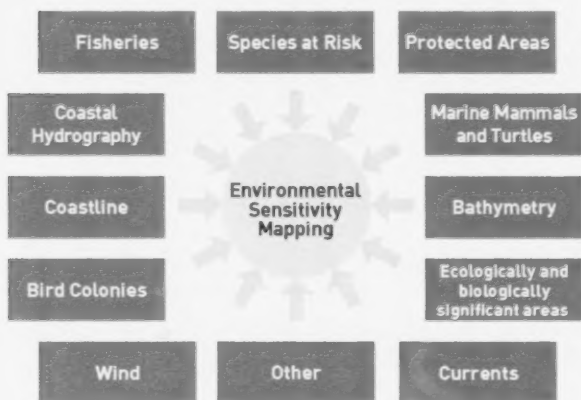 Fisheries
Species at Risk
Protected Areas
Coastal
Hydrography
Marine Mammals
and Turtles
Environmental
Sensitivity
Mapping
Coastline
Bathymetry
Bird Colonies
Ecologically and
biologically
significant areas
Wind
Other
Currents